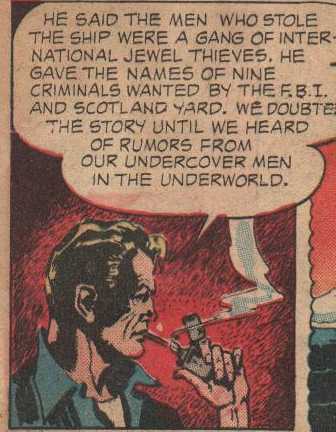 HE SAID THE MEN WHO STOLE
THE SHIP WERE A GANG OF INTER-
NATIONAL JEWEL THIEVES. HE
GAVE THE NAMES OF NINE
CRIMINALS WANTED BY THE F.B.I.
AND SCOTLAND YARD. WE DOUBTE
THE STORY UNTIL WE HEARD
OF RUMORS FROM
OUR UNDERCOVER MEN
IN THE UNDERWORLD.